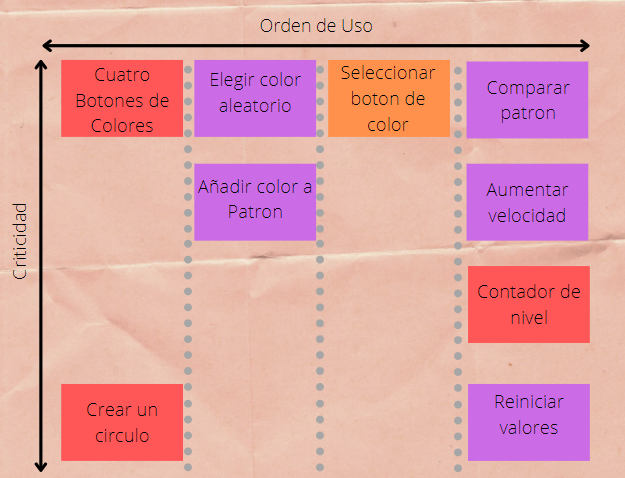 Orden de Uso
Criticidad
Cuatro
Botones de
Colores
Elegir color
aleatorio
Seleccionar
boton de
color
Comparar
patron
Añadir color a
Patron
Aumentar
velocidad
Contador de
nivel
Crear un
circulo
Reiniciar
valores